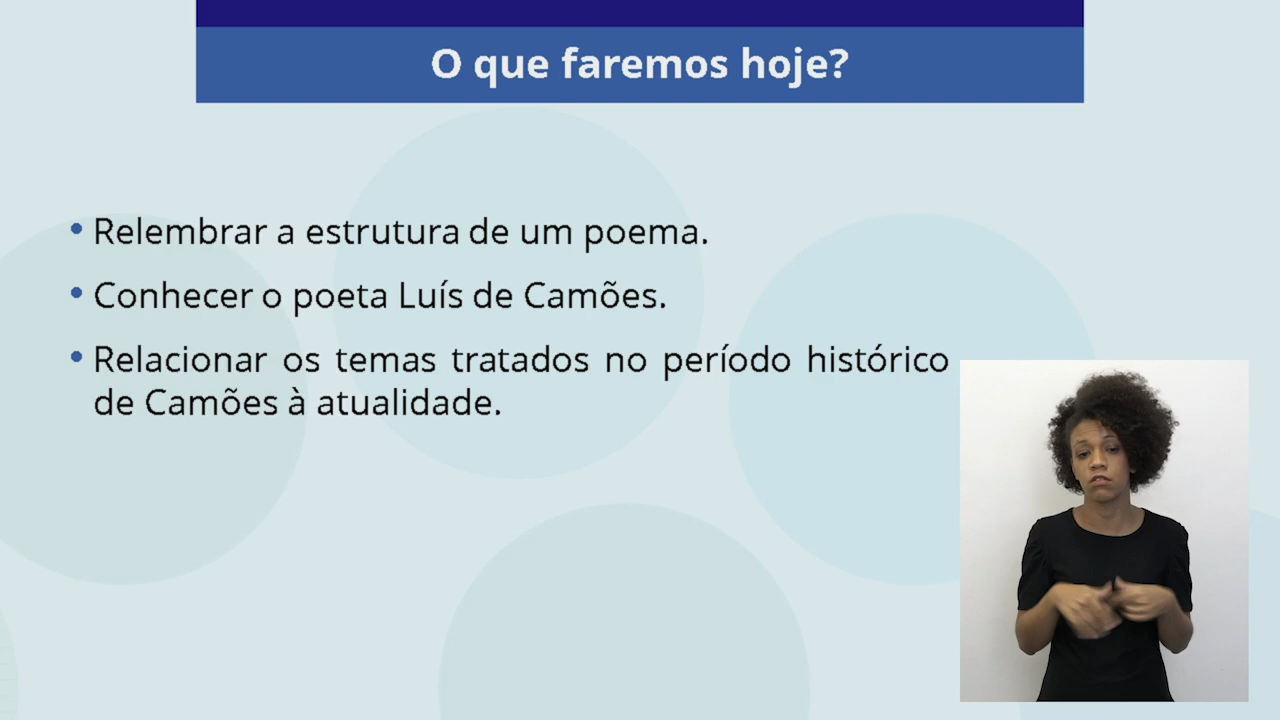 O que faremos hoje?
• Relembrar a estrutura de um poema.
• Conhecer o poeta Luís de Camões.
• Relacionar os temas tratados no período histórico
de Camões à atualidade.